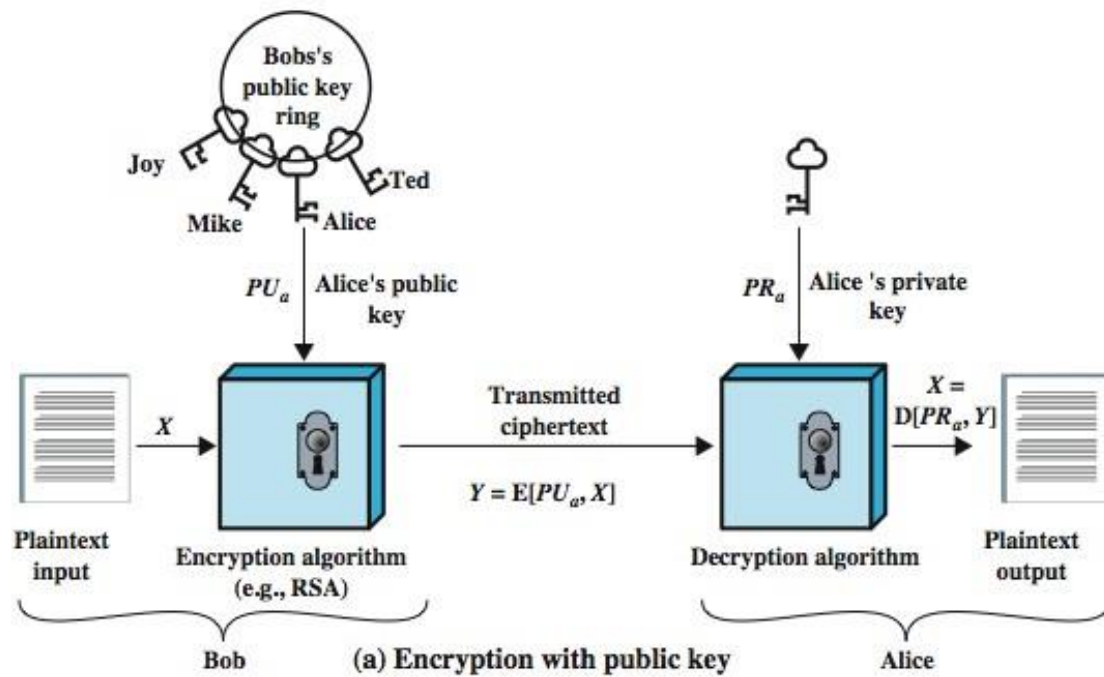 Bobs's
public key
ring
Joy
Ted
Mike
Alice
PUₐ
Alice's public
key
PRₐ
Alice 's private
key
X
Transmitted
ciphertext
X =
D[PRₐ, Y]
Y = E[PUₐ, X]
Plaintext
input
Encryption algorithm
(e.g., RSA)
Decryption algorithm
Plaintext
output
Bob
(a) Encryption with public key
Alice